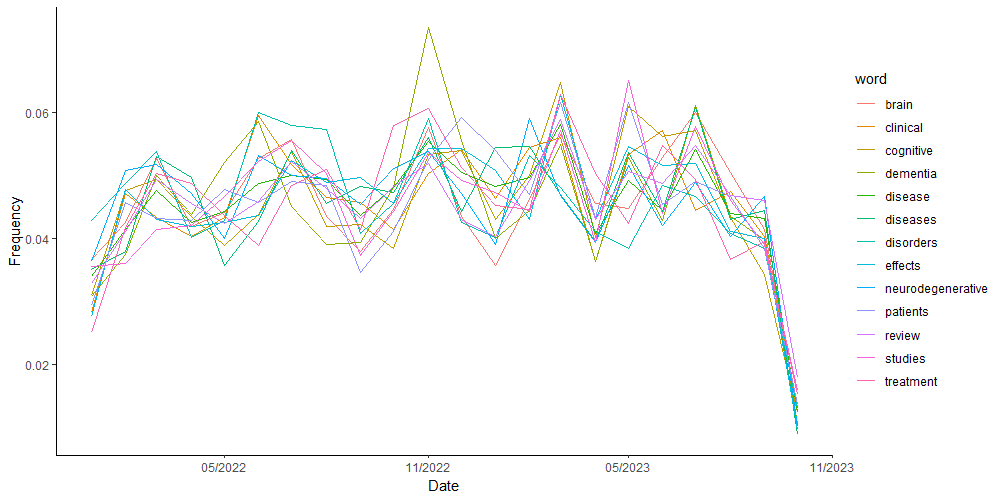 word
brain
clinical
cognitive
dementia
disease
diseases
disorders
effects
neurodegenerative
patients
review
studies
treatment
Frequency
0.06
0.04
0.02
05/2022
11/2022
05/2023
11/2023
Date